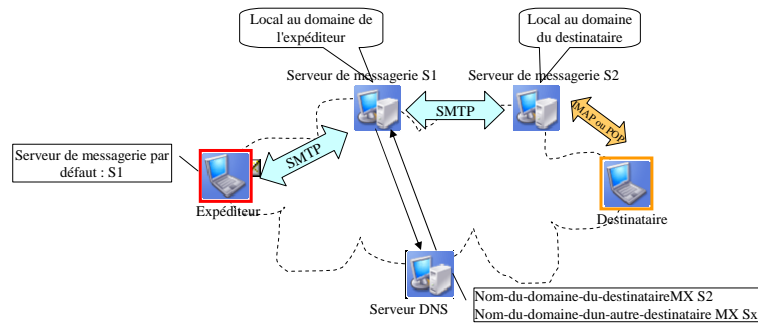 Local au domaine de
l'expéditeur
Local au domaine
du destinataire
Serveur de messagerie S1
Serveur de messagerie S2
SMTP
IMAP ou POP
SMTP
Serveur de messagerie par
défaut : S1
Expéditeur
Destinataire
Serveur DNS
Nom-du-domaine-du-destinataireMX S2
Nom-du-domaine-dun-autre-destinataire MX Sx